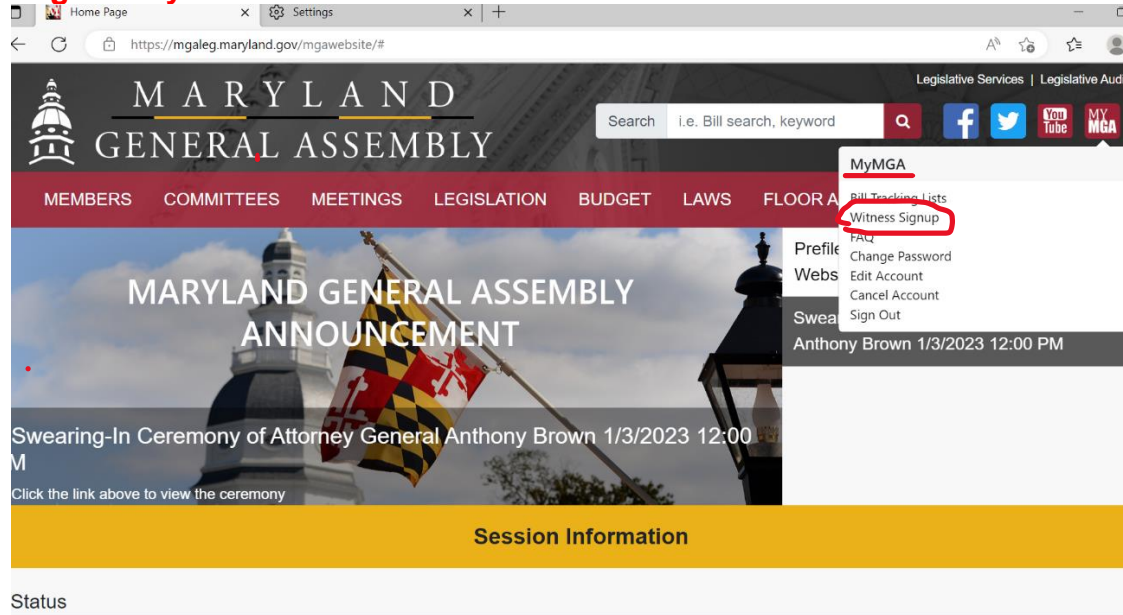 Home Page
Settings
https://mgaleg.maryland.gov/mgawebsite/#
Legislative Services | Legislative Aud
MARYLAND
GENERAL ASSEMBLY
Search i.e. Bill search, keyword
You Tube
MY MGA
MyMGA
MEMBERS COMMITTEES MEETINGS LEGISLATION BUDGET LAWS FLOOR A
Bill Tracking Lists
Witness Signup
FAQ
Change Password
Edit Account
Cancel Account
Sign Out
Prefile
Webs
MARYLAND GENERAL ASSEMBLY
ANNOUNCEMENT
Swear
Anthony Brown 1/3/2023 12:00 PM
Swearing-In Ceremony of Attorney General Anthony Brown 1/3/2023 12:00
M
Click the link above to view the ceremony
Session Information
Status